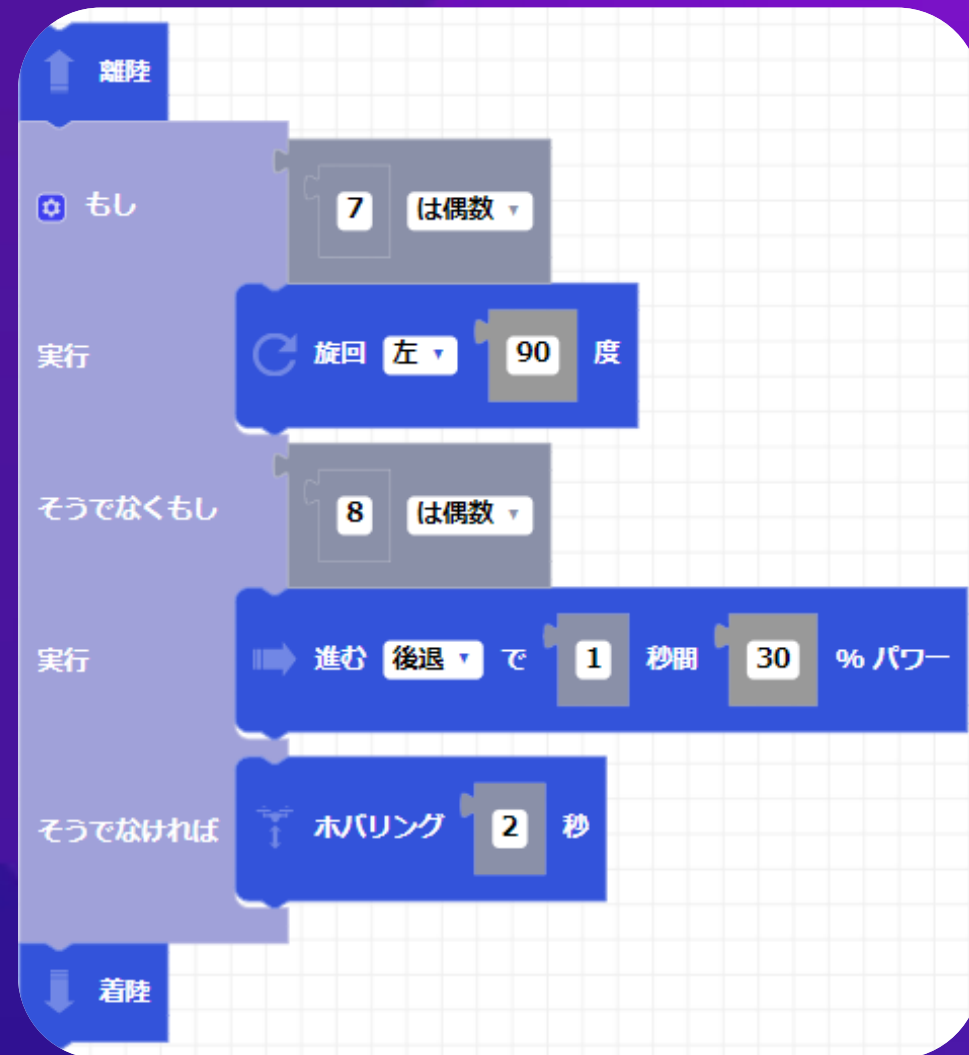 離陸
もし 7 は偶数
実行 旋回 左 90 度
そうでなくもし 8 は偶数
実行 進む 後退 で 1 秒間 30 % パワー
そうでなければ ホバリング 2 秒
着陸